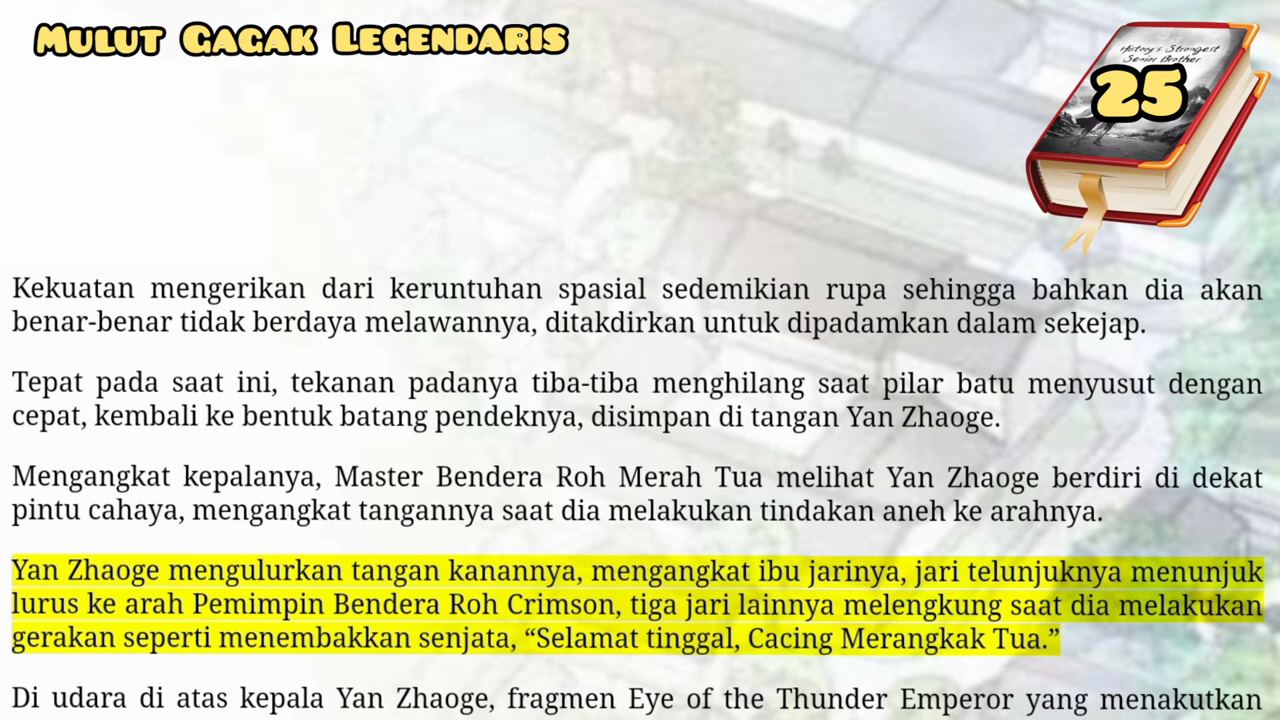 Mulut Gagak Legendaris
History's Strongest
Senior Brother
25
Kekuatan mengerikan dari keruntuhan spasial sedemikian rupa sehingga bahkan dia akan
benar-benar tidak berdaya melawannya, ditakdirkan untuk dipadamkan dalam sekejap.
Tepat pada saat ini, tekanan padanya tiba-tiba menghilang saat pilar batu menyusut dengan
cepat, kembali ke bentuk batang pendeknya, disimpan di tangan Yan Zhaoge.
Mengangkat kepalanya, Master Bendera Roh Merah Tua melihat Yan Zhaoge berdiri di dekat
pintu cahaya, mengangkat tangannya saat dia melakukan tindakan aneh ke arahnya.
Yan Zhaoge mengulurkan tangan kanannya, mengangkat ibu jarinya, jari telunjuknya menunjuk
lurus ke arah Pemimpin Bendera Roh Crimson, tiga jari lainnya melengkung saat dia melakukan
gerakan seperti menembakkan senjata, “Selamat tinggal, Cacing Merangkak Tua.”
Di udara di atas kepala Yan Zhaoge, fragmen Eye of the Thunder Emperor yang menakutkan